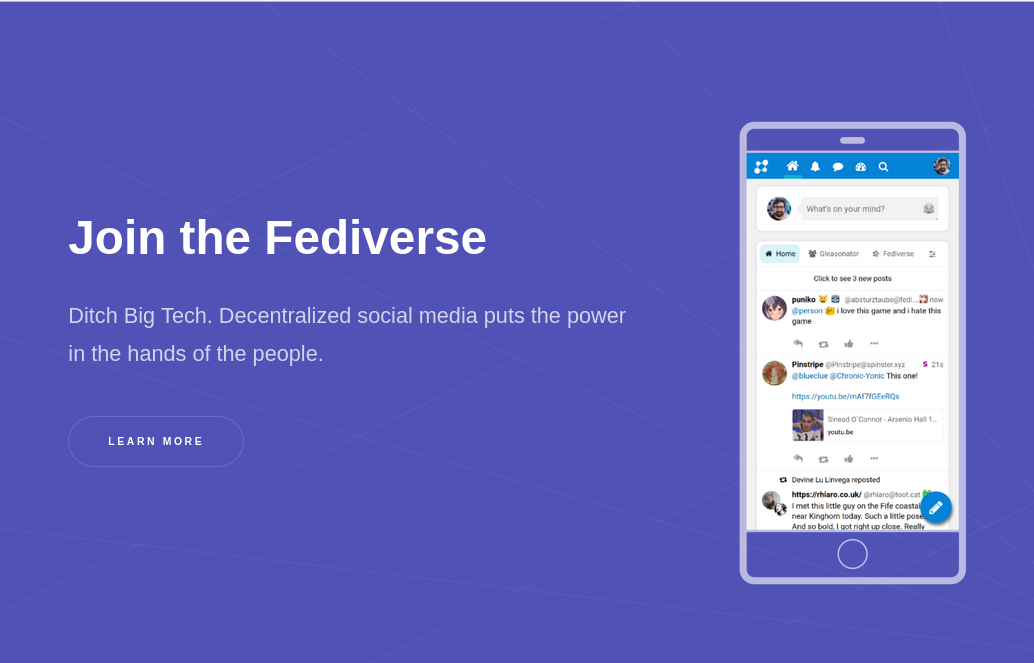 Join the Fediverse
Ditch Big Tech. Decentralized social media puts the power
in the hands of the people.
LEARN MORE
What's on your mind?
Home Gleasonator Fediverse
Click to see 3 new posts
puniko @absturztaube@fedi... now
@person i love this game and i hate this
game
Pinstripe @PInstripe@spinster.xyz S 21s
@blueclue @Chronic-Yonic This one!
https://youtu.be/mAf7fGEeRQs
Sinead O'Connor - Arsenio Hall 1...
youtu.be
Devine Lu Linvega reposted
https://rhiaro.co.uk/ @rhiaro@toot.cat
I met this little guy on the Fife coastal
near Kinghorn today. Such a little pose
And so bold, I got right up close. Really